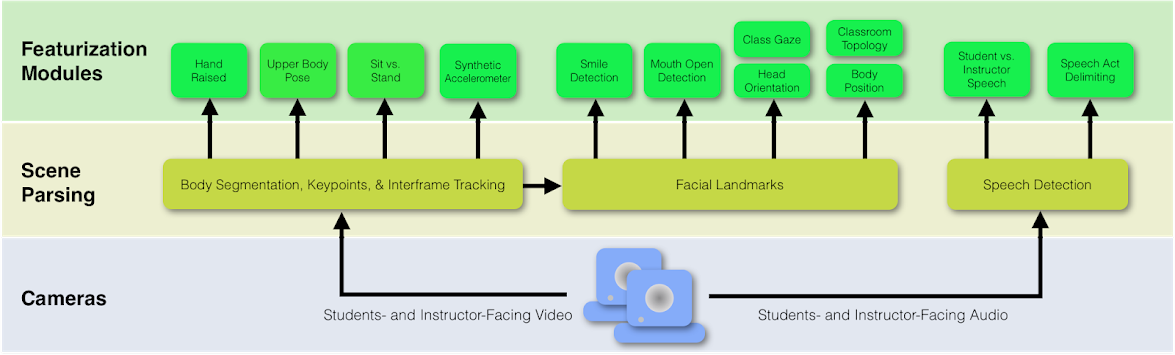 Featurization
Modules
Hand
Raised
Upper Body
Pose
Sit vs.
Stand
Synthetic
Accelerometer
Smile
Detection
Mouth Open
Detection
Class Gaze
Head
Orientation
Classroom
Topology
Body
Position
Student vs.
Instructor
Speech
Speech Act
Delimiting
Scene
Parsing
Body Segmentation, Keypoints, & Interframe Tracking
Facial Landmarks
Speech Detection
Cameras
Students- and Instructor-Facing Video
Students- and Instructor-Facing Audio